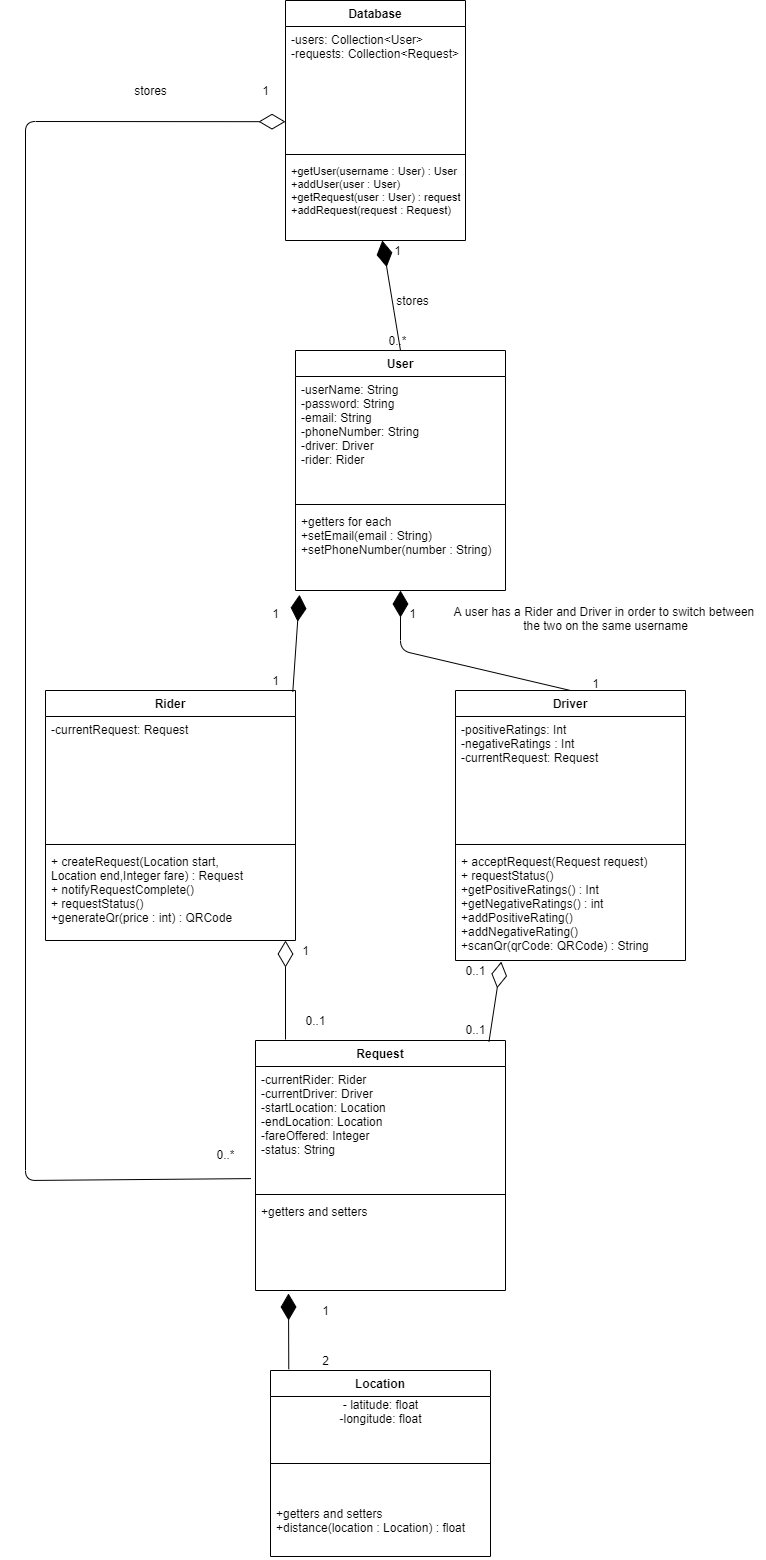 Database
-users: Collection<User>
-requests: Collection<Request>
stores
1
+getUser(username : User) : User
+addUser(user : User)
+getRequest(user : User) : request
+addRequest(request : Request)
1
stores
0..*
User
-userName: String
-password: String
-email: String
-phoneNumber: String
-driver: Driver
-rider: Rider
+getters for each
+setEmail(email : String)
+setPhoneNumber(number : String)
1
1
A user has a Rider and Driver in order to switch between
the two on the same username
1
1
Rider
-currentRequest: Request
+ createRequest(Location start,
Location end,Integer fare) : Request
+ notifyRequestComplete()
+ requestStatus()
+generateQr(price : int) : QRCode
Driver
-positiveRatings: Int
-negativeRatings : Int
-currentRequest: Request
+ acceptRequest(Request request)
+ requestStatus()
+getPositiveRatings() : Int
+getNegativeRatings() : int
+addPositiveRating()
+addNegativeRating()
+scanQr(qrCode: QRCode) : String
1
0..1
0..1
0..1
Request
-currentRider: Rider
-currentDriver: Driver
-startLocation: Location
-endLocation: Location
-fareOffered: Integer
-status: String
0..*
+getters and setters
1
2
Location
- latitude: float
-longitude: float
+getters and setters
+distance(location : Location) : float